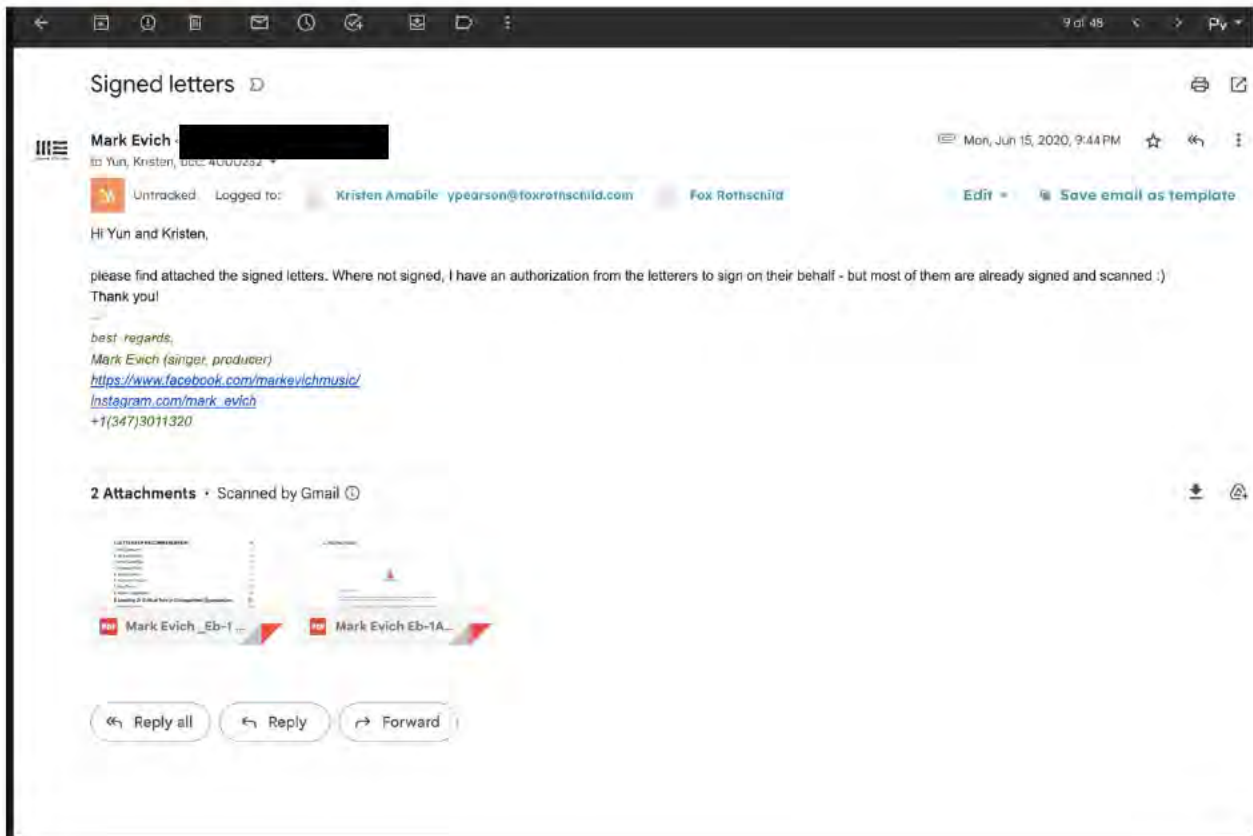 9 of 48
Signed letters
Mark Evich
Mon, Jun 15, 2020, 9:44 PM
to Yun, Kristen, bcc: 4000282
Untracked Logged to: Kristen Amabile ypearson@foxrothschild.com Fox Rothschild Edit Save email as template
Hi Yun and Kristen,
please find attached the signed letters. Where not signed, I have an authorization from the letterers to sign on their behalf - but most of them are already signed and scanned :)
Thank you!
--
best regards,
Mark Evich (singer, producer)
https://www.facebook.com/markevichmusic/
Instagram.com/mark_evich
+1(347)3011320
2 Attachments • Scanned by Gmail
PDF Mark Evich _Eb-1 ...
PDF Mark Evich Eb-1A...
Reply all
Reply
Forward